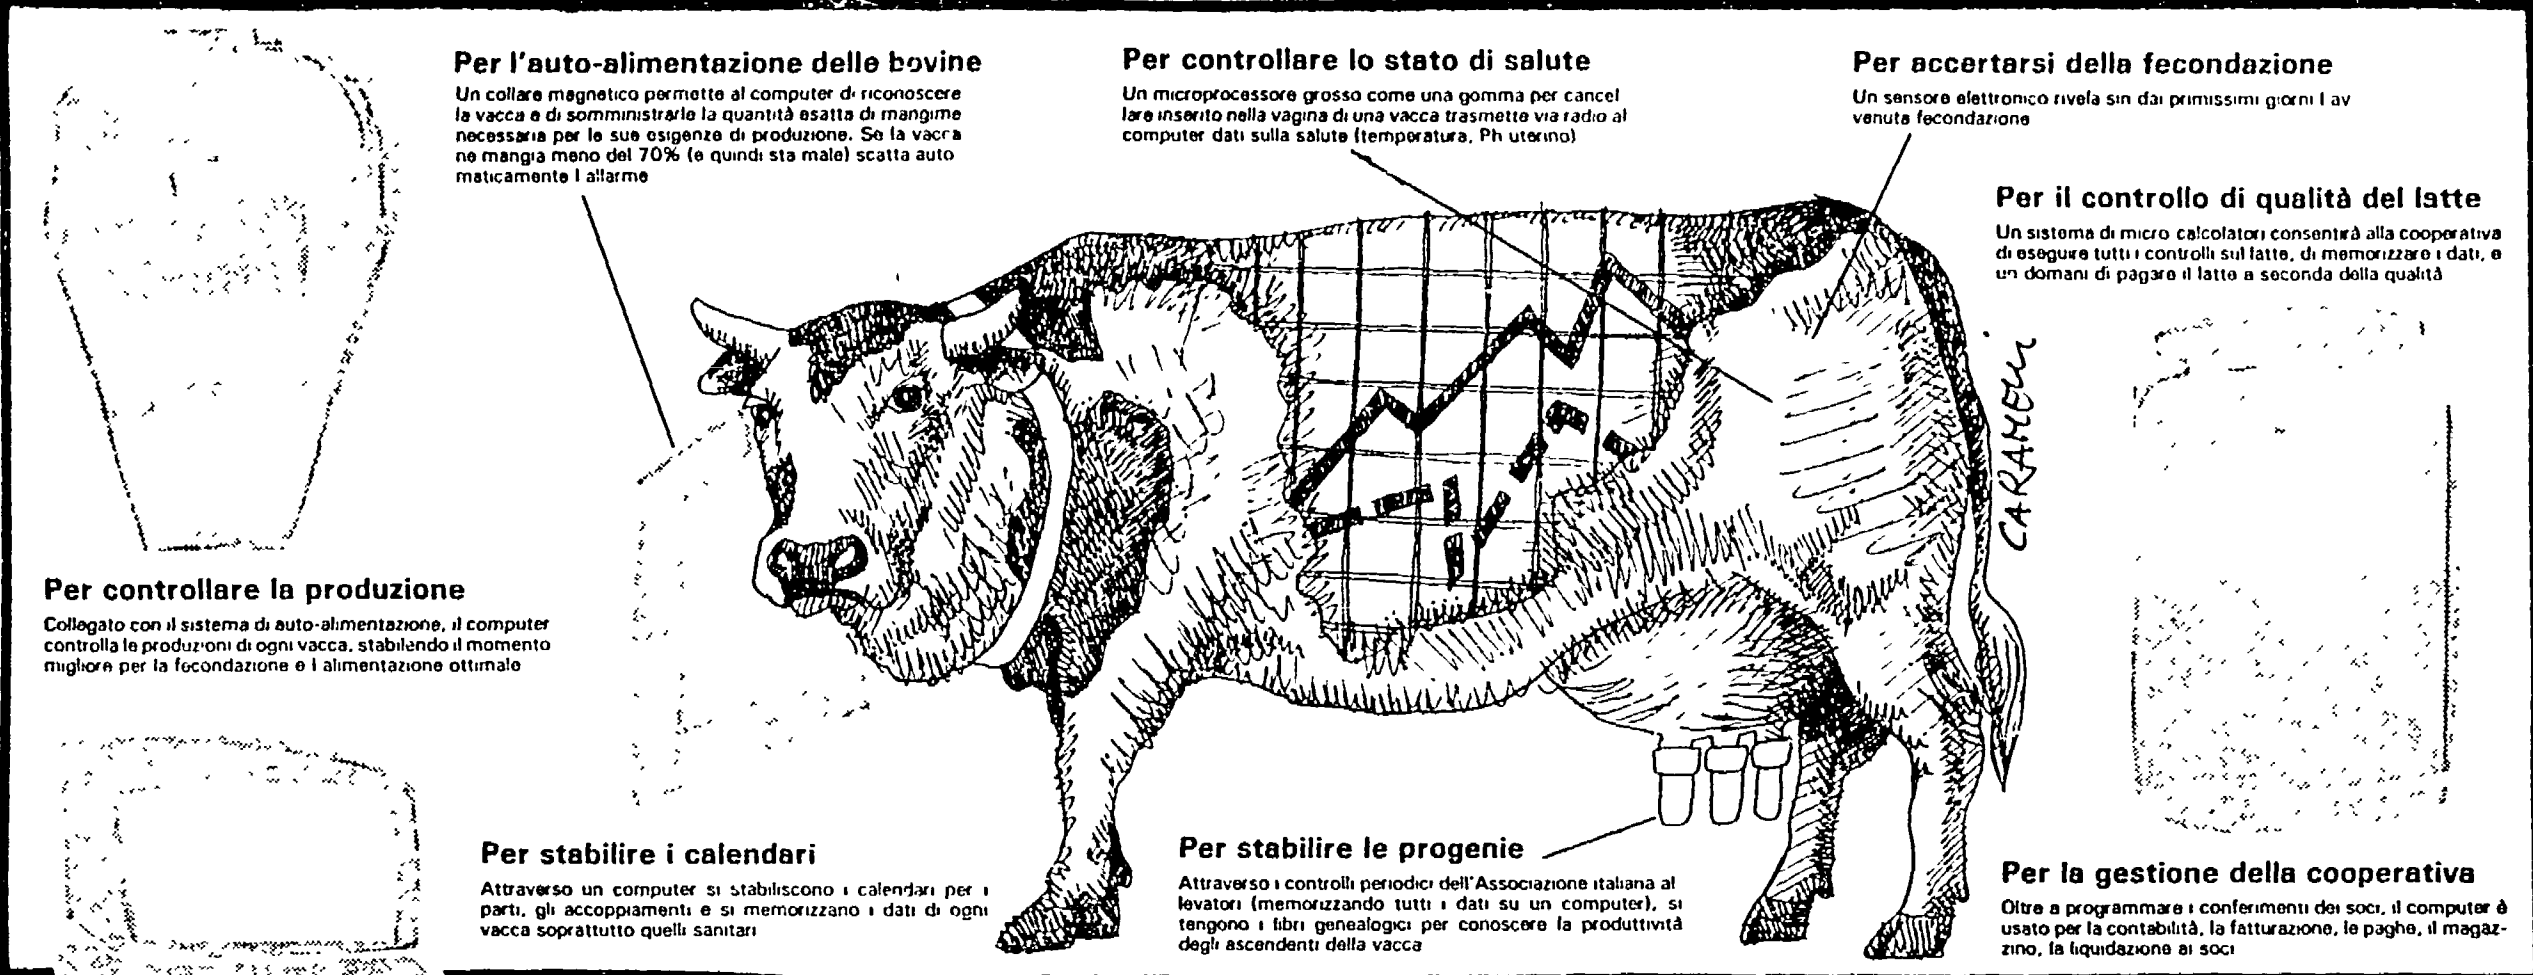 Per l'auto-alimentazione delle bovine
Un collare magnetico permette al computer di riconoscere
la vacca e di somministrarle la quantità esatta di mangime
necessaria per le sue esigenze di produzione. Se la vacca
ne mangia meno del 70% (e quindi sta male) scatta auto
maticamente l allarme
Per controllare lo stato di salute
Un microprocessore grosso come una gomma per cancel
lare inserito nella vagina di una vacca trasmette via radio al
computer dati sulla salute (temperatura, Ph uterino)
Per accertarsi della fecondazione
Un sensore elettronico rivela sin dai primissimi giorni l av
venuta fecondazione
Per il controllo di qualità del latte
Un sistema di micro calcolatori consentirà alla cooperativa
di eseguire tutti i controlli sul latte, di memorizzare i dati, e
un domani di pagare il latte a seconda della qualità
CARAMELLI
Per controllare la produzione
Collegato con il sistema di auto-alimentazione, il computer
controlla le produzioni di ogni vacca, stabilendo il momento
migliore per la fecondazione e l alimentazione ottimale
Per stabilire i calendari
Attraverso un computer si stabiliscono i calendari per i
parti, gli accoppiamenti e si memorizzano i dati di ogni
vacca soprattutto quelli sanitari
Per stabilire le progenie
Attraverso i controlli periodici dell'Associazione italiana al
levatori (memorizzando tutti i dati su un computer), si
tengono i libri genealogici per conoscere la produttività
degli ascendenti della vacca
Per la gestione della cooperativa
Oltre a programmare i conferimenti dei soci, il computer è
usato per la contabilità, la fatturazione, le paghe, il magaz-
zino, la liquidazione ai soci